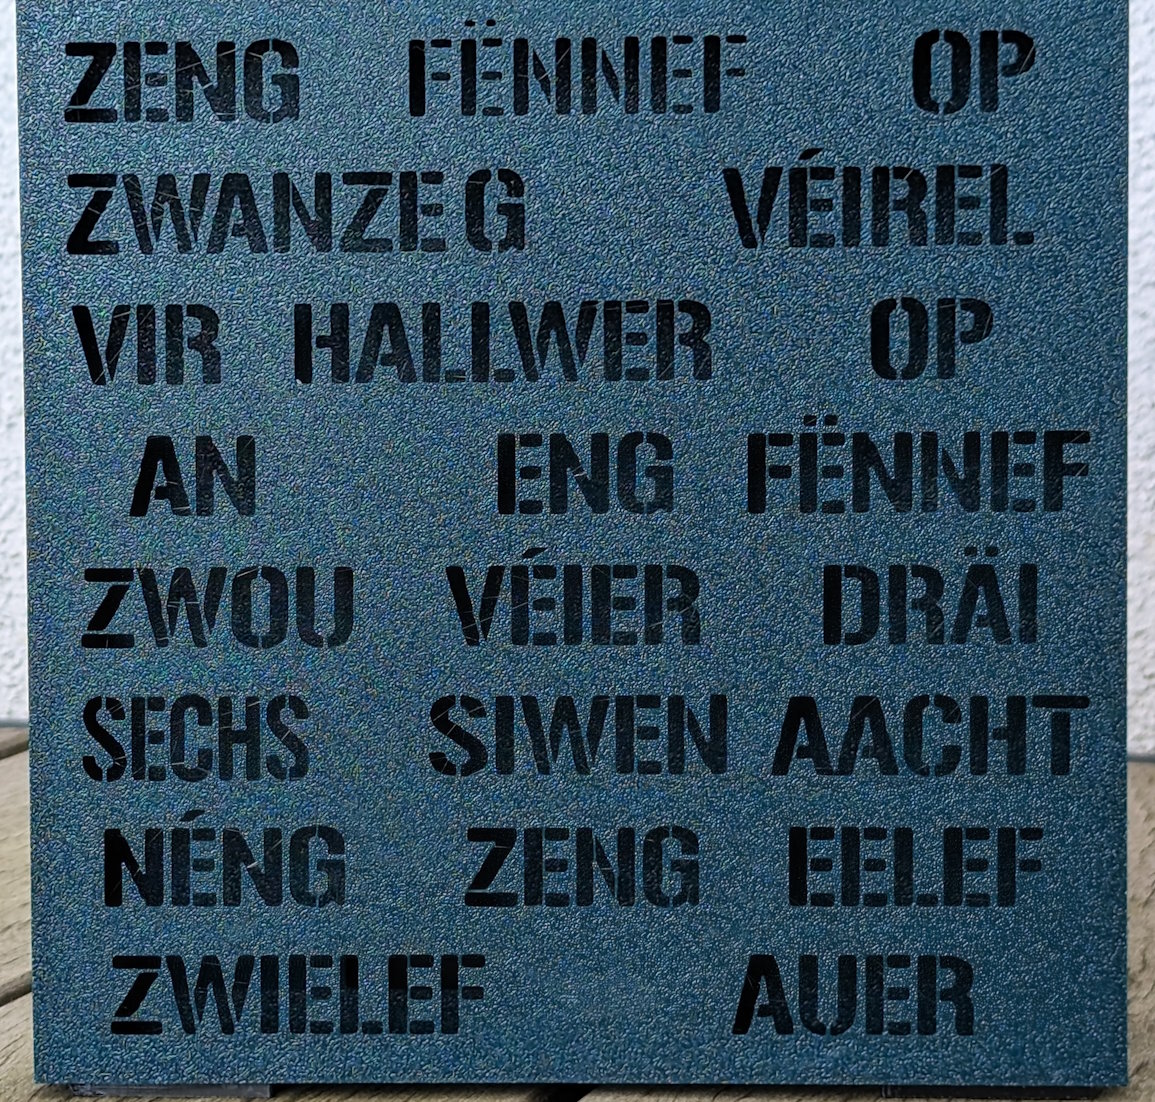 ZENG FËNNEF OP
ZWANZEG VÉIREL
VIR HALLWER OP
AN ENG FËNNEF
ZWOU VÉIER DRÄI
SECHS SIWEN AACHT
NÉNG ZENG EELEF
ZWIELEF AUER